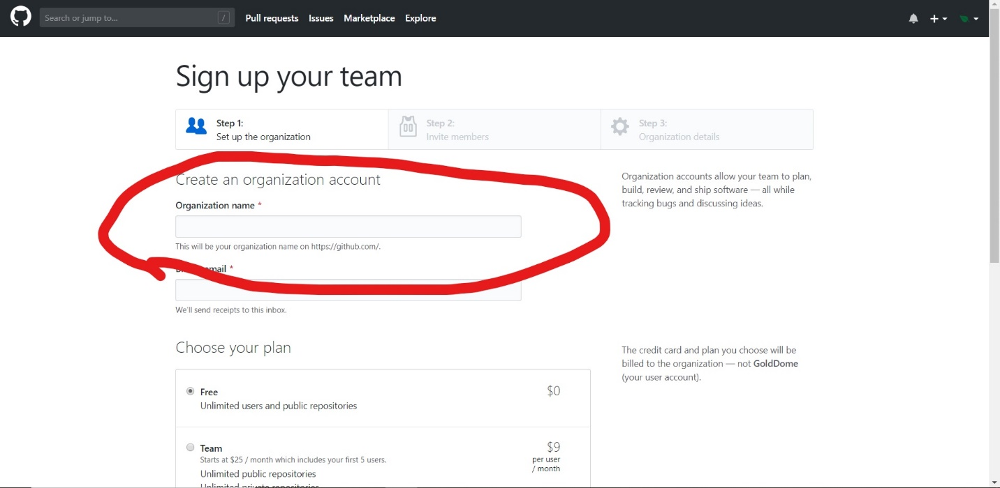 Search or jump to...
/
Pull requests
Issues
Marketplace
Explore
Sign up your team
Step 1:
Set up the organization
Step 2:
Invite members
Step 3:
Organization details
Create an organization account
Organization name *
This will be your organization name on https://github.com/.
email *
We'll send receipts to this inbox.
Organization accounts allow your team to plan,
build, review, and ship software — all while
tracking bugs and discussing ideas.
Choose your plan
Free
$0
Unlimited users and public repositories
Team
$9
Starts at $25 / month which includes your first 5 users.
per user
/ month
Unlimited public repositories
Unlimited private repositories
The credit card and plan you choose will be
billed to the organization — not GoldDome
(your user account).